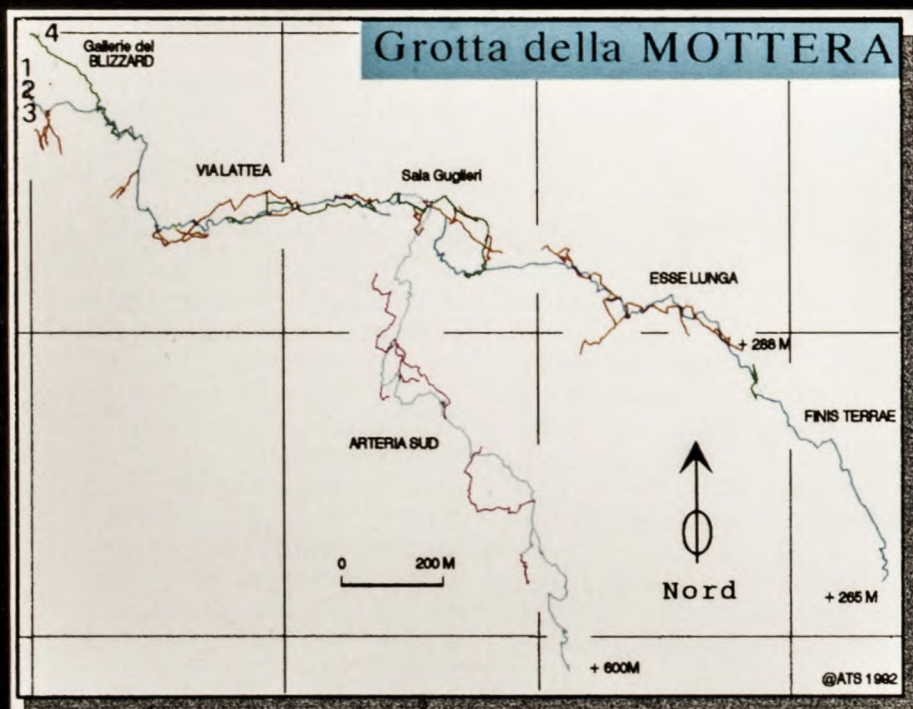 Grotta della MOTTERA
4
Gallerie del
BLIZZARD
1
2
3
VIA LATTEA
Sala Guglieri
ESSE LUNGA
+ 288 M
FINIS TERRAE
ARTERIA SUD
0 200 M
Nord
+ 265 M
+ 600M
@ATS 1992